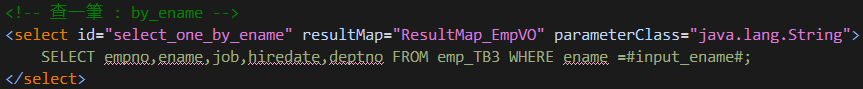 <!-- 查一筆 : by_ename -->
<select id="select_one_by_ename" resultMap="ResultMap_EmpVO" parameterClass="java.lang.String">
SELECT empno,ename,job,hiredate,deptno FROM emp_TB3 WHERE ename =#input_ename#;
</select>